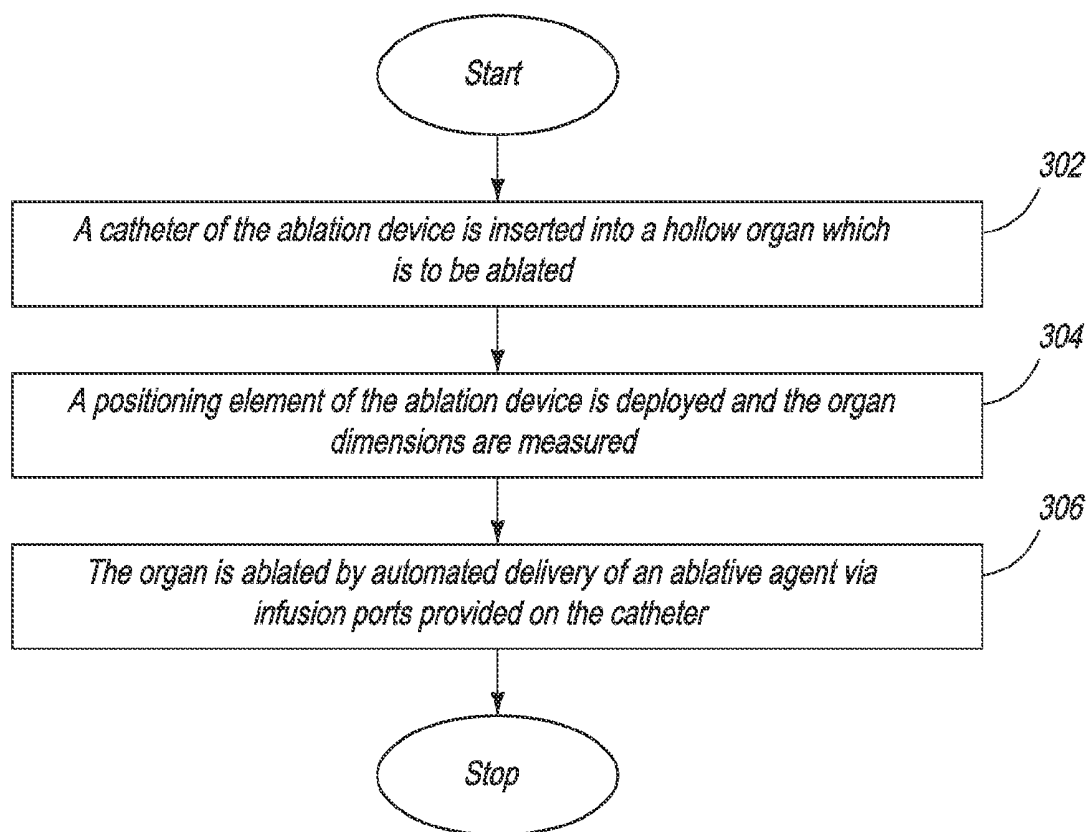 Start
302
A catheter of the ablation device is inserted into a hollow organ which
is to be ablated
304
A positioning element of the ablation device is deployed and the organ
dimensions are measured
306
The organ is ablated by automated delivery of an ablative agent via
infusion ports provided on the catheter
Stop